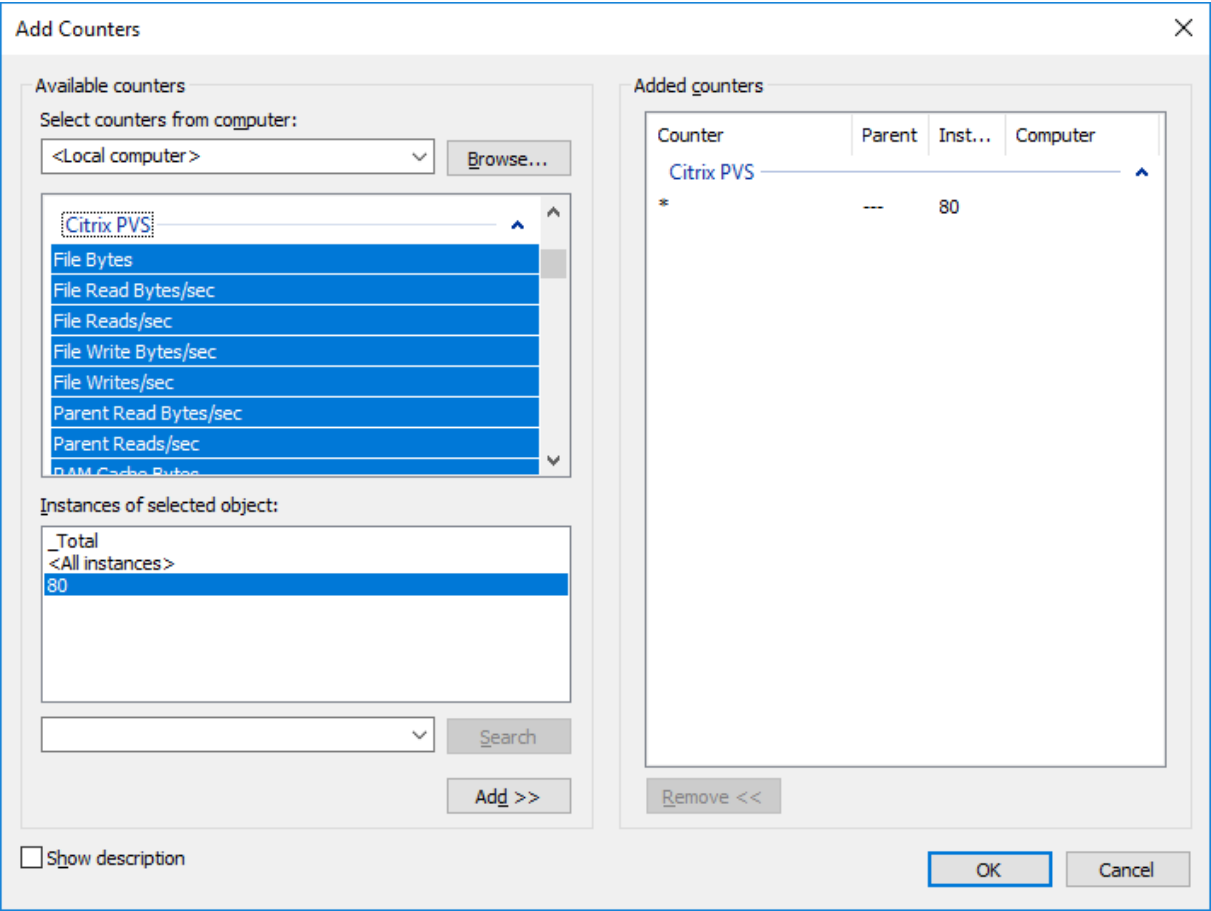 Add Counters
Available counters
Select counters from computer:
<Local computer>
Browse...
Citrix PVS
File Bytes
File Read Bytes/sec
File Reads/sec
File Write Bytes/sec
File Writes/sec
Parent Read Bytes/sec
Parent Reads/sec
RAM Cache Bytes
Instances of selected object:
_Total
<All instances>
80
Search
Add >>
Show description
Added counters
Counter Parent Inst... Computer
Citrix PVS
* --- 80
Remove <<
OK Cancel